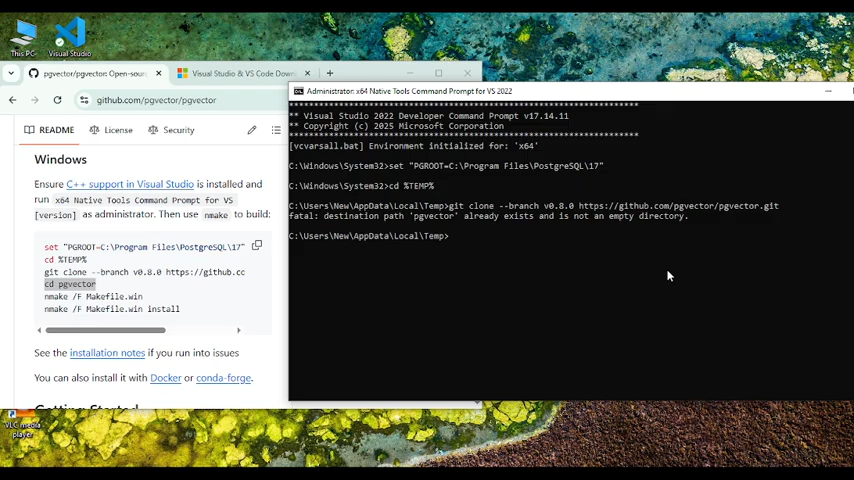 This PC
Visual Studio
pgvector/pgvector: Open-sour
Visual Studio & VS Code Down
github.com/pgvector/pgvector
README
License
Security
Windows
Ensure C++ support in Visual Studio is installed and
run x64 Native Tools Command Prompt for VS
[version] as administrator. Then use nmake to build:
set "PGROOT=C:\Program Files\PostgreSQL\17"
cd %TEMP%
git clone --branch v0.8.0 https://github.cc
cd pgvector
nmake /F Makefile.win
nmake /F Makefile.win install
See the installation notes if you run into issues
You can also install it with Docker or conda-forge.
Getting Started
VLC media
player
Administrator: x64 Native Tools Command Prompt for VS 2022
**********************************************************************
** Visual Studio 2022 Developer Command Prompt v17.14.11
** Copyright (c) 2025 Microsoft Corporation
**********************************************************************
[vcvarsall.bat] Environment initialized for: 'x64'
C:\Windows\System32>set "PGROOT=C:\Program Files\PostgreSQL\17"
C:\Windows\System32>cd %TEMP%
C:\Users\New\AppData\Local\Temp>git clone --branch v0.8.0 https://github.com/pgvector/pgvector.git
fatal: destination path 'pgvector' already exists and is not an empty directory.
C:\Users\New\AppData\Local\Temp>